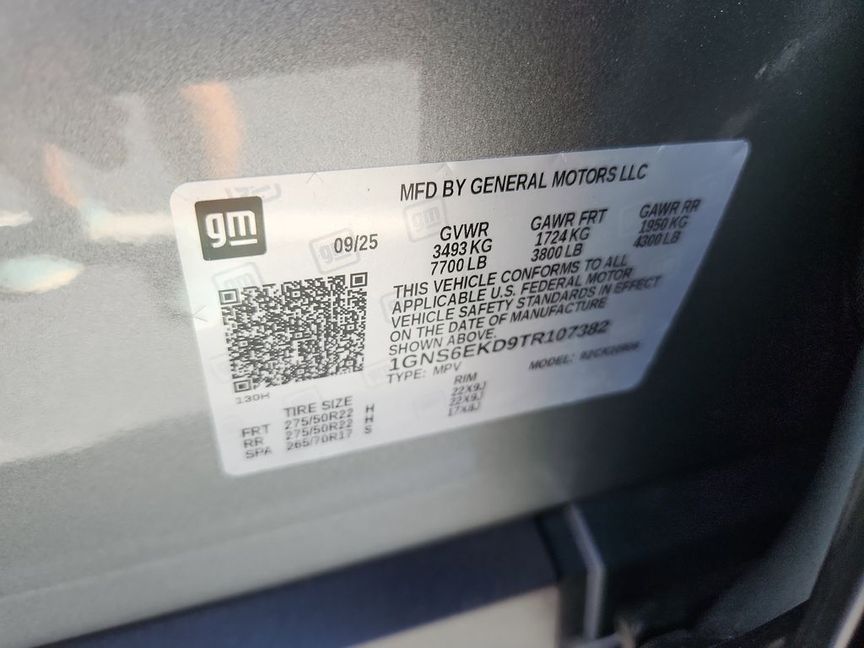 MFD BY GENERAL MOTORS LLC
gm
09/25
GVWR GAWR FRT GAWR RR
3493 KG 1724 KG 1950 KG
7700 LB 3800 LB 4300 LB
THIS VEHICLE CONFORMS TO ALL
APPLICABLE U.S. FEDERAL MOTOR
VEHICLE SAFETY STANDARDS IN EFFECT
ON THE DATE OF MANUFACTURE
SHOWN ABOVE.
1GNS6EKD9TR107382
TYPE: MPV MODEL:
130H
TIRE SIZE RIM
FRT 275/50R22 H 22X9J
RR 275/50R22 H 22X9J
SPA 265/70R17 S 17X8J